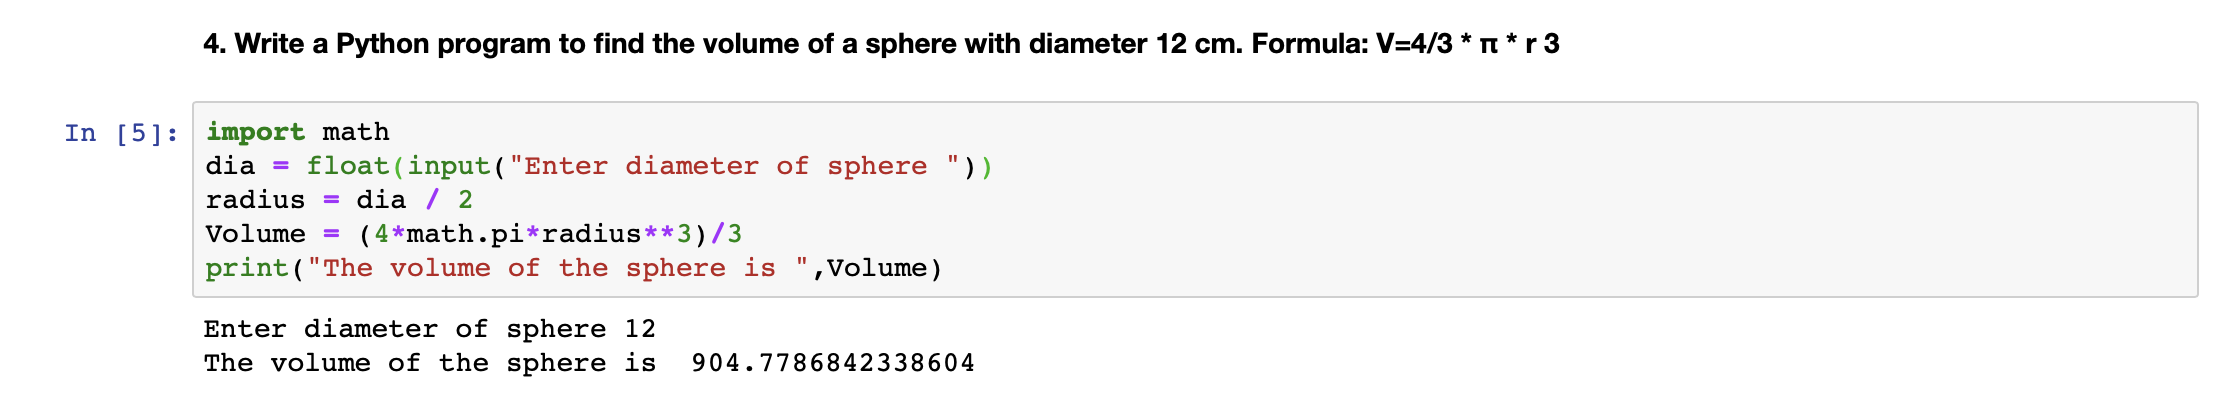 4. Write a Python program to find the volume of a sphere with diameter 12 cm. Formula: V=4/3 * π * r 3
In [5]:
import math
dia = float(input("Enter diameter of sphere "))
radius = dia / 2
Volume = (4*math.pi*radius**3)/3
print("The volume of the sphere is ",Volume)
Enter diameter of sphere 12
The volume of the sphere is  904.7786842338604